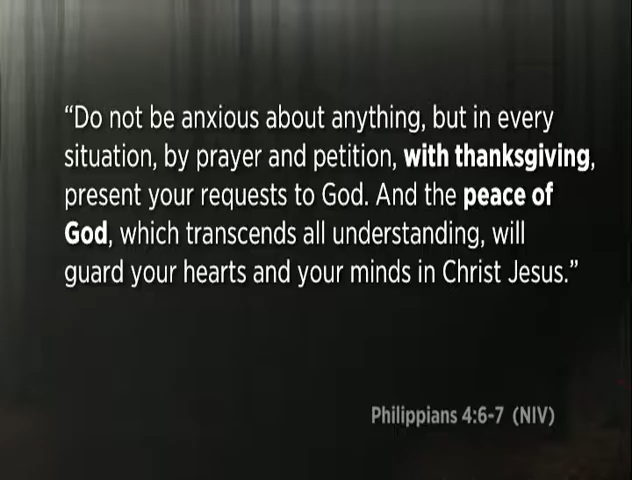 “Do not be anxious about anything, but in every
situation, by prayer and petition, with thanksgiving,
present your requests to God. And the peace of
God, which transcends all understanding, will
guard your hearts and your minds in Christ Jesus.”
Philippians 4:6-7 (NIV)